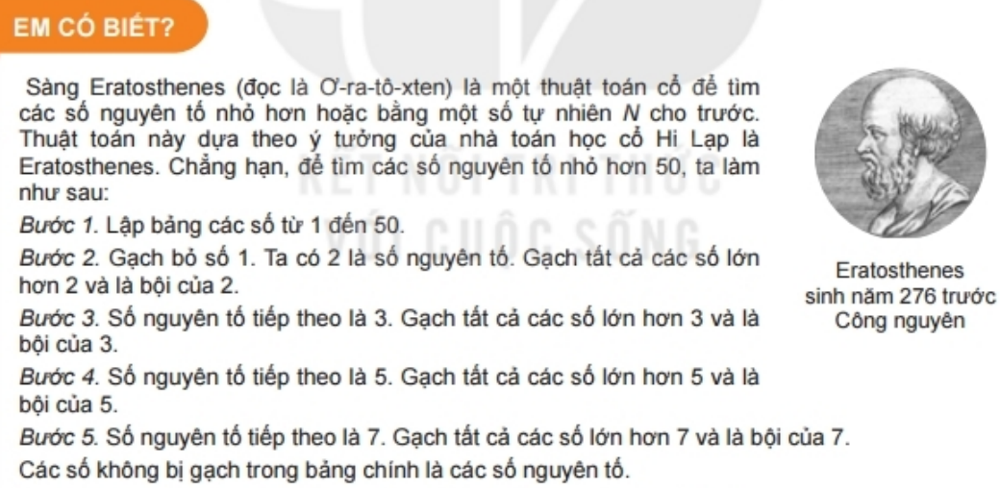 EM CÓ BIẾT?
Sàng Eratosthenes (đọc là Ơ-ra-tô-xten) là một thuật toán cổ để tìm
các số nguyên tố nhỏ hơn hoặc bằng một số tự nhiên N cho trước.
Thuật toán này dựa theo ý tưởng của nhà toán học cổ Hi Lạp là
Eratosthenes. Chẳng hạn, để tìm các số nguyên tố nhỏ hơn 50, ta làm
như sau:
Bước 1. Lập bảng các số từ 1 đến 50.
Bước 2. Gạch bỏ số 1. Ta có 2 là số nguyên tố. Gạch tất cả các số lớn
hơn 2 và là bội của 2.
Bước 3. Số nguyên tố tiếp theo là 3. Gạch tất cả các số lớn hơn 3 và là
bội của 3.
Bước 4. Số nguyên tố tiếp theo là 5. Gạch tất cả các số lớn hơn 5 và là
bội của 5.
Bước 5. Số nguyên tố tiếp theo là 7. Gạch tất cả các số lớn hơn 7 và là bội của 7.
Các số không bị gạch trong bảng chính là các số nguyên tố.
Eratosthenes
sinh năm 276 trước
Công nguyên
KẾT NỐI TRI THỨC
VỚI CUỘC SỐNG